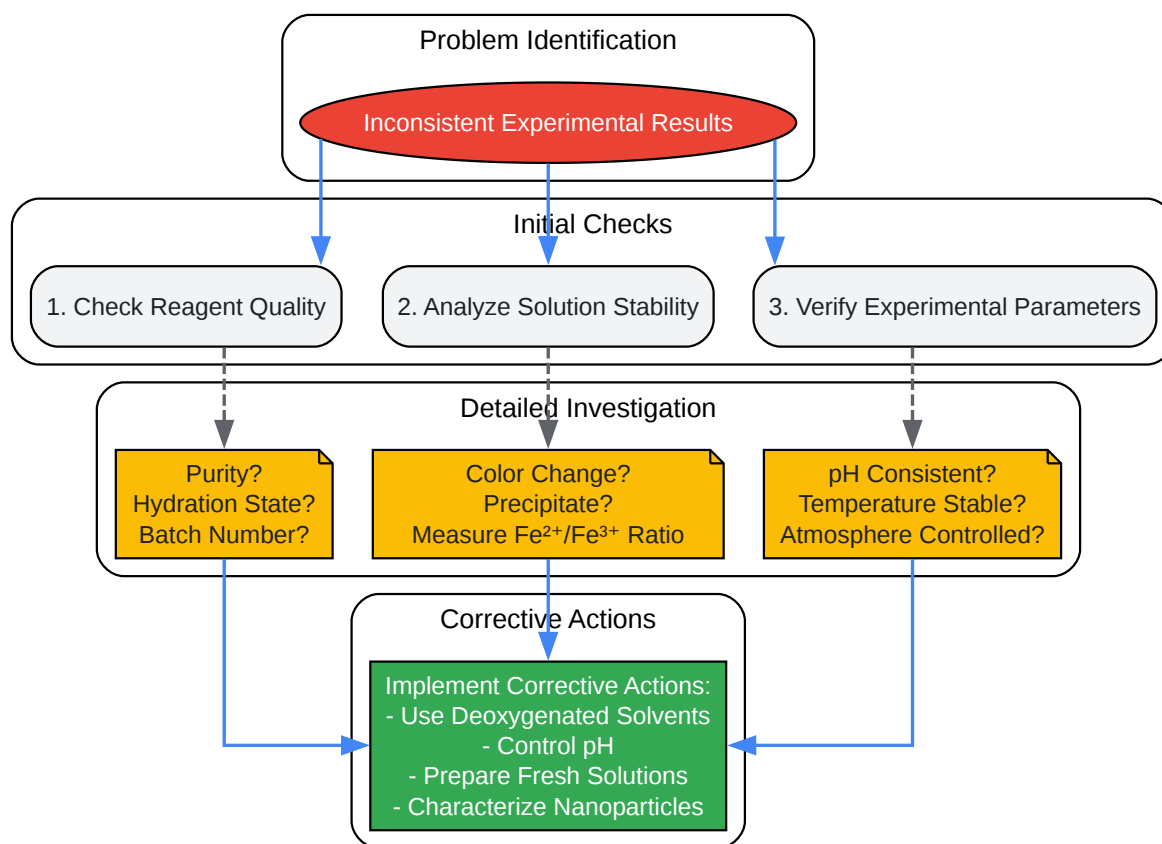 Problem Identification
Inconsistent Experimental Results
Initial Checks
1. Check Reagent Quality
2. Analyze Solution Stability
3. Verify Experimental Parameters
Detailed Investigation
Purity?
Hydration State?
Batch Number?
Color Change?
Precipitate?
Measure Fe²⁺/Fe³⁺ Ratio
pH Consistent?
Temperature Stable?
Atmosphere Controlled?
Corrective Actions
Implement Corrective Actions:
- Use Deoxygenated Solvents
- Control pH
- Prepare Fresh Solutions
- Characterize Nanoparticles